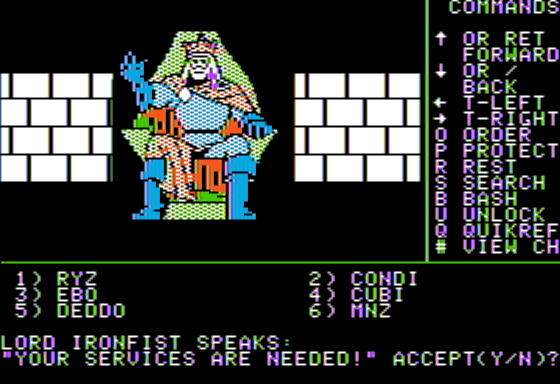 COMMANDS
↑ OR RET
FORWARD
↓ OR /
BACK
← T-LEFT
→ T-RIGHT
O ORDER
P PROTECT
R REST
S SEARCH
B BASH
U UNLOCK
Q QUIKREF
# VIEW CH
1) RYZ 2) CONDI
3) EBO 4) CUBI
5) DEDDO 6) MNZ
LORD IRONFIST SPEAKS:
"YOUR SERVICES ARE NEEDED!" ACCEPT(Y/N)?